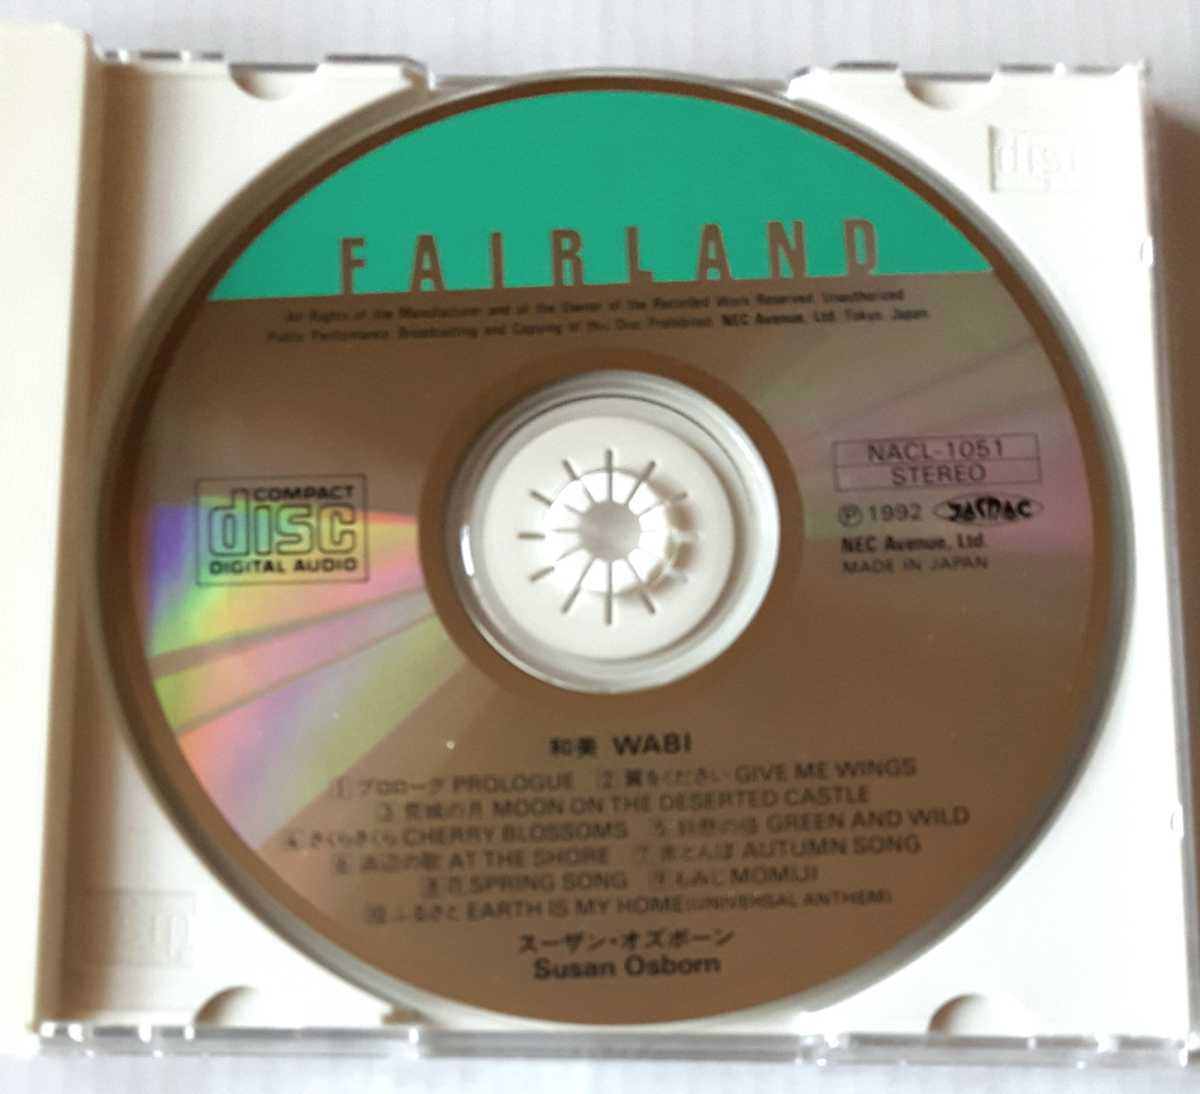 FAIRLAND
All Rights of the Manufacturer and of the Owner of the Recorded Work Reserved. Unauthorized
Public Performance, Broadcasting and Copying of this Disc Prohibited. NEC Avenue, Ltd. Tokyo, Japan
COMPACT
disc
DIGITAL AUDIO
NACL-1051
STEREO
℗ 1992 JASRAC
NEC Avenue, Ltd.
MADE IN JAPAN
和美 WABI
1 プロローグ PROLOGUE 2 翼をください GIVE ME WINGS
3 荒城の月 MOON ON THE DESERTED CASTLE
4 さくらさくら CHERRY BLOSSOMS 5 GREEN AND WILD
6 浜辺の歌 AT THE SHORE 7 赤とんぼ AUTUMN SONG
8 花 SPRING SONG 9 もみじ MOMIJI
10 ふるさと EARTH IS MY HOME (UNIVERSAL ANTHEM)
スーザン・オズボーン
Susan Osborn
disc